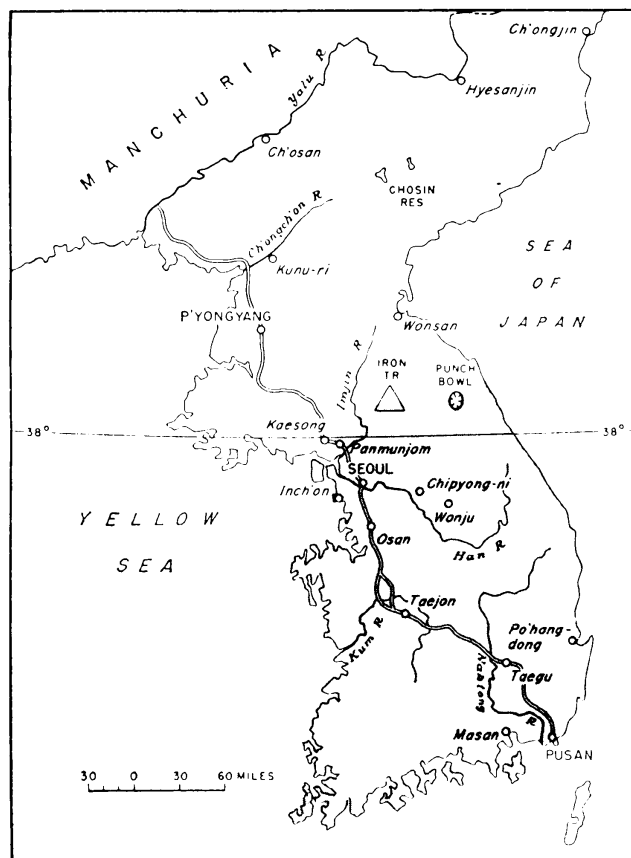 Ch'ongjin
MANCHURIA
Yalu R
Hyesanjin
Ch'osan
CHOSIN
RES
Ch'ongch'on R
SEA
OF
JAPAN
Kunu-ri
P'YONGYANG
Wonsan
Imjin R
IRON
TR
PUNCH
BOWL
38°
38°
Kaesong
Panmunjom
SEOUL
Inch'on
Chipyong-ni
Wonju
YELLOW
SEA
Osan
Han R
Taejon
Kum R
Po'hang-
dong
Taegu
Naktong
R
Masan
PUSAN
30 0 30 60 MILES